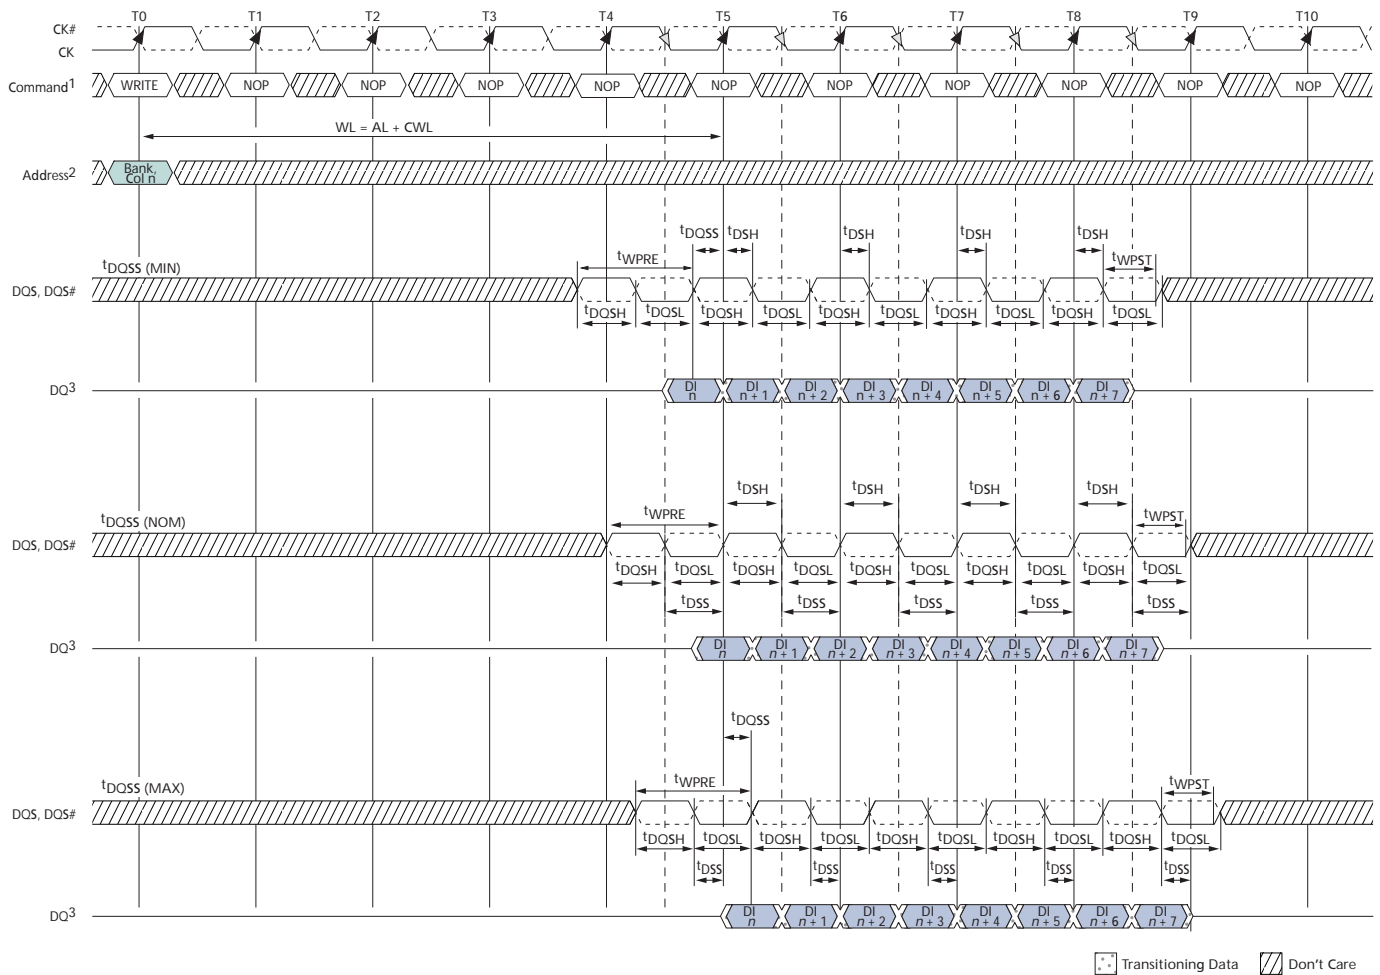 T0 T1 T2 T3 T4 T5 T6 T7 T8 T9 T10
CK#
CK
Command1 WRITE NOP NOP NOP NOP NOP NOP NOP NOP NOP NOP
WL = AL + CWL
Address2 Bank, Col n
tDQSS tDSH tDSH tDSH tDSH
tWPRE tWPST
tDQSS (MIN)
DQS, DQS#
tDQSH tDQSL tDQSH tDQSL tDQSH tDQSL tDQSH tDQSL tDQSH tDQSL
DQ3 DI n DI n + 1 DI n + 2 DI n + 3 DI n + 4 DI n + 5 DI n + 6 DI n + 7
tDSH tDSH tDSH tDSH
tWPRE tWPST
tDQSS (NOM)
DQS, DQS#
tDQSH tDQSL tDQSH tDQSL tDQSH tDQSL tDQSH tDQSL tDQSH tDQSL
tDSS tDSS tDSS tDSS tDSS
DQ3 DI n DI n + 1 DI n + 2 DI n + 3 DI n + 4 DI n + 5 DI n + 6 DI n + 7
tDQSS
tWPRE tWPST
tDQSS (MAX)
DQS, DQS#
tDQSH tDQSL tDQSH tDQSL tDQSH tDQSL tDQSH tDQSL tDQSH tDQSL
tDSS tDSS tDSS tDSS tDSS
DQ3 DI n DI n + 1 DI n + 2 DI n + 3 DI n + 4 DI n + 5 DI n + 6 DI n + 7
Transitioning Data Don't Care